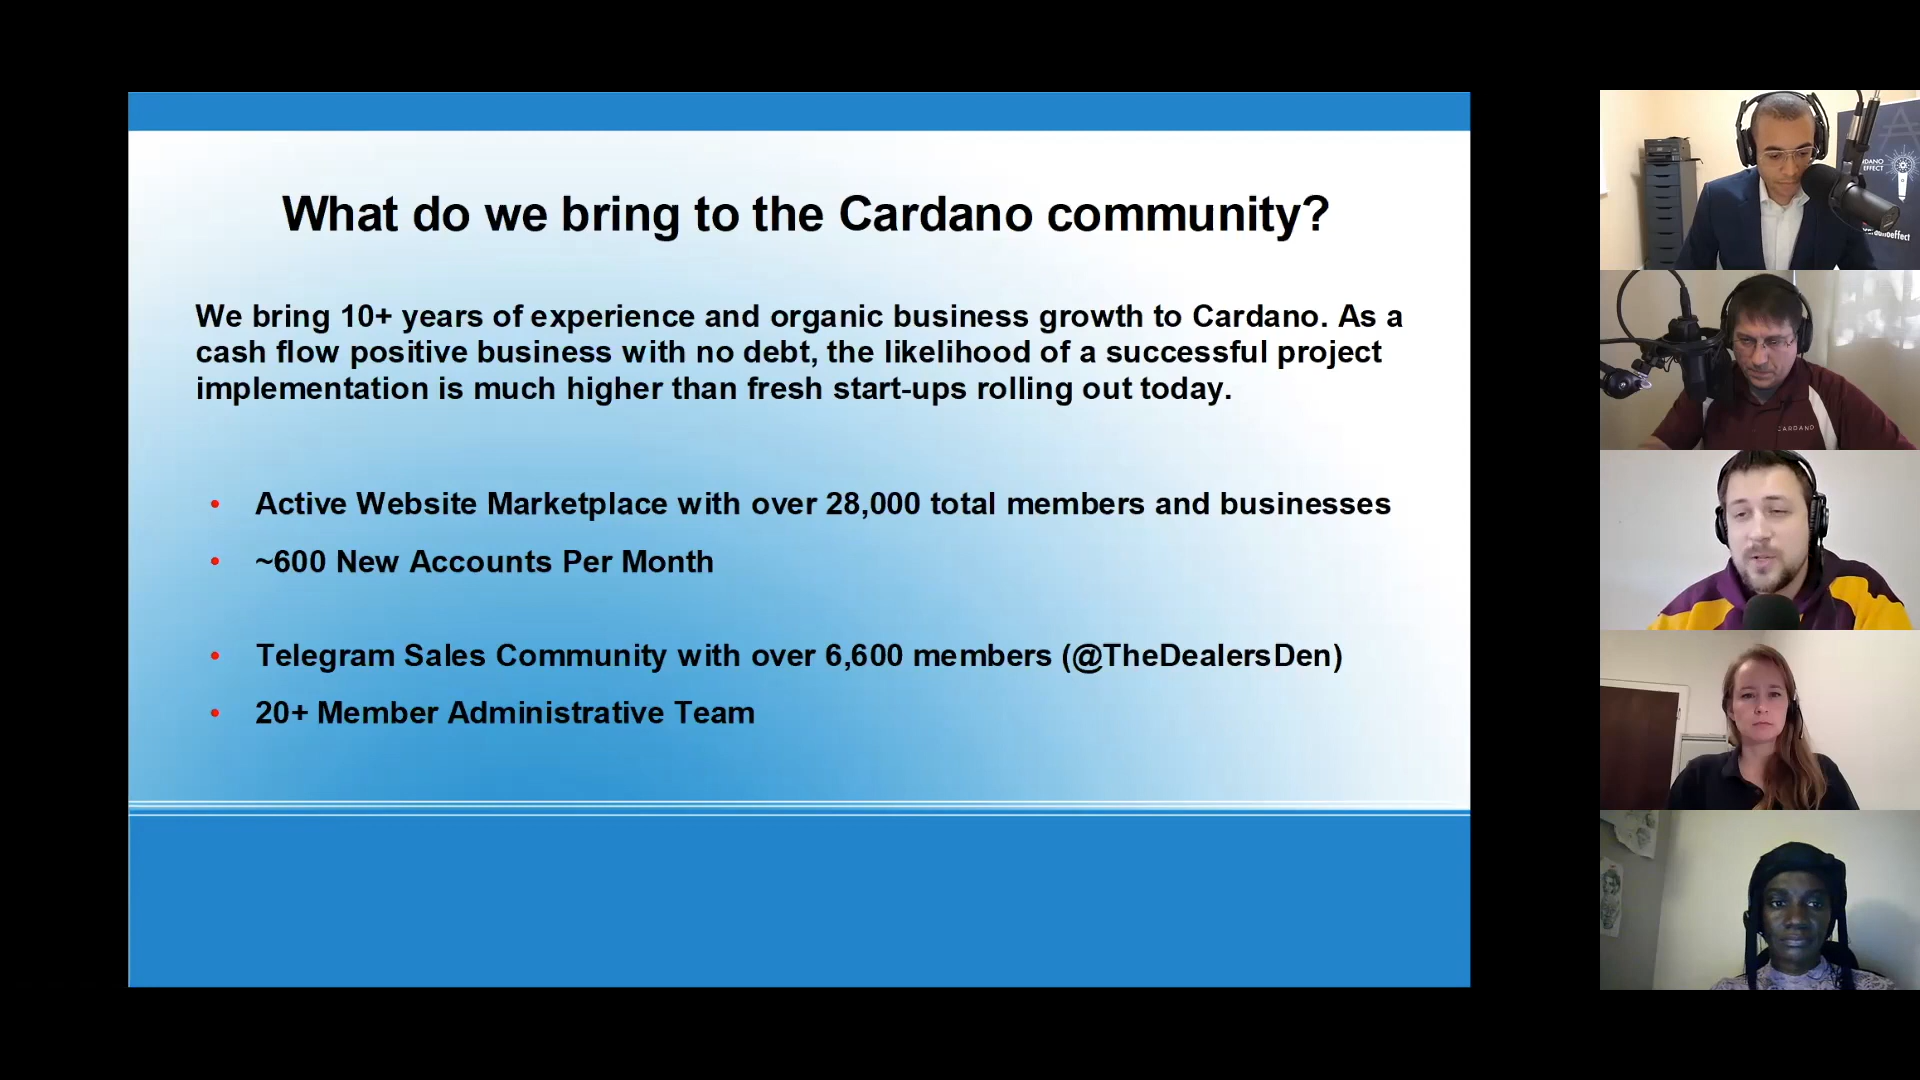 What do we bring to the Cardano community?
We bring 10+ years of experience and organic business growth to Cardano. As a
cash flow positive business with no debt, the likelihood of a successful project
implementation is much higher than fresh start-ups rolling out today.
• Active Website Marketplace with over 28,000 total members and businesses
• ~600 New Accounts Per Month
• Telegram Sales Community with over 6,600 members (@TheDealersDen)
• 20+ Member Administrative Team
EFFECT
CARDANO